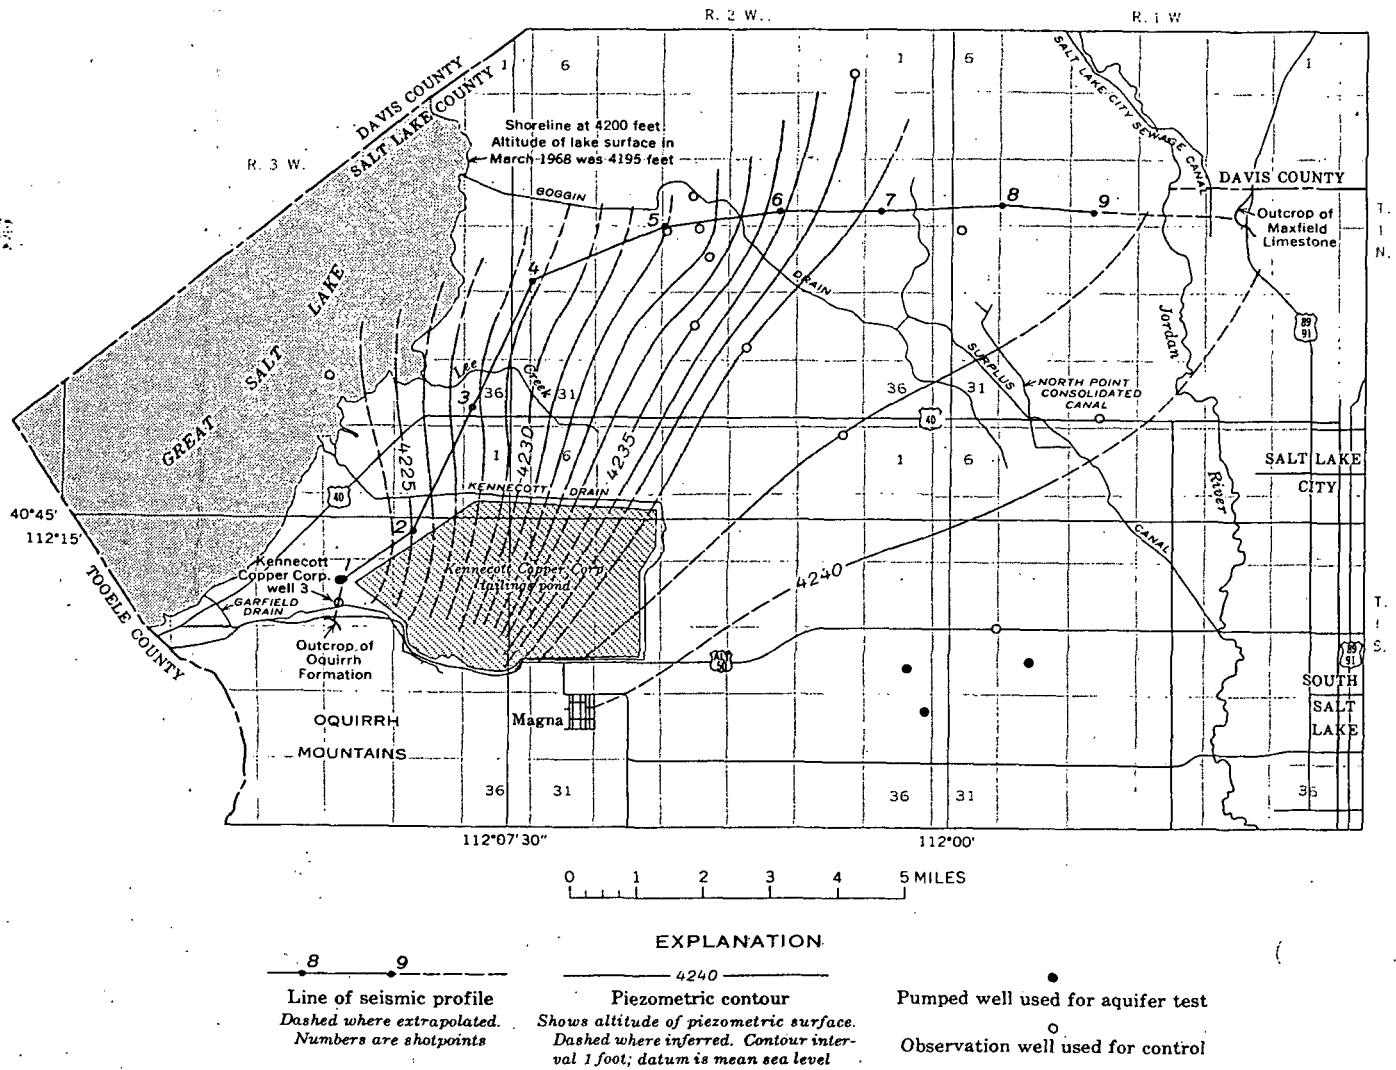 R. 2 W..
R. 1 W
1
6
1
6
1
DAVIS COUNTY
SALT LAKE COUNTY
SALT LAKE CITY SEWAGE CANAL
Shoreline at 4200 feet
Altitude of lake surface in
March 1968 was 4195 feet
R. 3 W.
GOGGIN
DRAIN
DAVIS COUNTY
T.
1
N.
5
6
7
8
9
Outcrop of
Maxfield
Limestone
4
GREAT SALT LAKE
Jordan
River
89
91
Lee Creek
3
36
31
36
31
SURPLUS
CANAL
NORTH POINT
CONSOLIDATED
CANAL
40
4225
4230
4235
1
6
1
6
SALT LAKE
CITY
40
KENNECOTT DRAIN
40°45'
112°15'
2
Kennecott
Copper Corp.
well 3
Kennecott Copper Corp
tailings pond
4240
TOOELE COUNTY
GARFIELD
DRAIN
T.
1
S.
Outcrop of
Oquirrh
Formation
ALT
50
89
91
SOUTH
SALT
LAKE
Magna
OQUIRRH
MOUNTAINS
36
31
36
31
36
112°07'30"
112°00'
0 1 2 3 4 5 MILES
EXPLANATION
8 9
Line of seismic profile
Dashed where extrapolated.
Numbers are shotpoints
4240
Piezometric contour
Shows altitude of piezometric surface.
Dashed where inferred. Contour inter-
val 1 foot; datum is mean sea level
Pumped well used for aquifer test
Observation well used for control